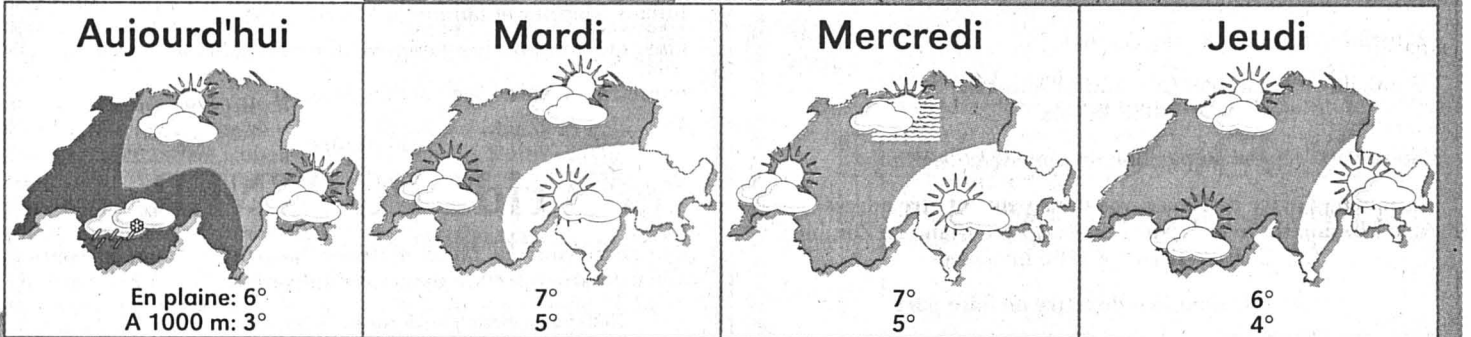 Aujourd'hui
En plaine: 6°
A 1000 m: 3°
Mardi
7°
5°
Mercredi
7°
5°
Jeudi
6°
4°